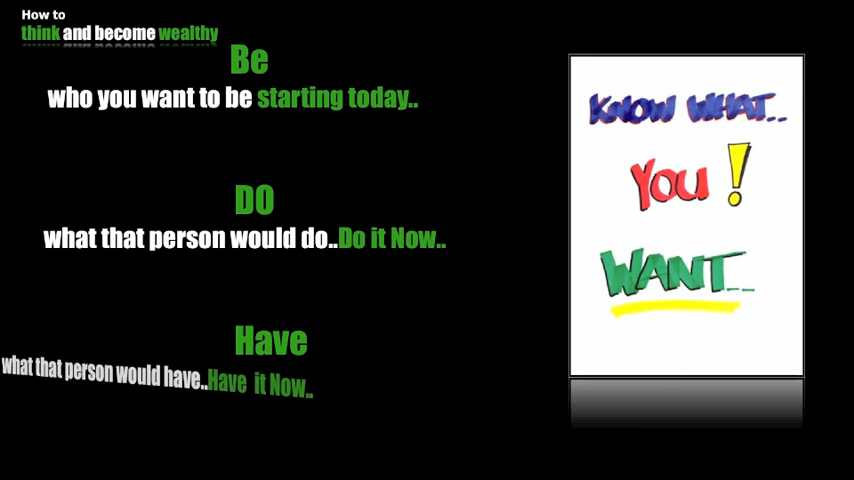 How to
think and become wealthy
Be
who you want to be starting today..
DO
what that person would do..Do it Now..
Have
what that person would have..Have it Now..
KNOW WHAT..
YOU !
WANT...